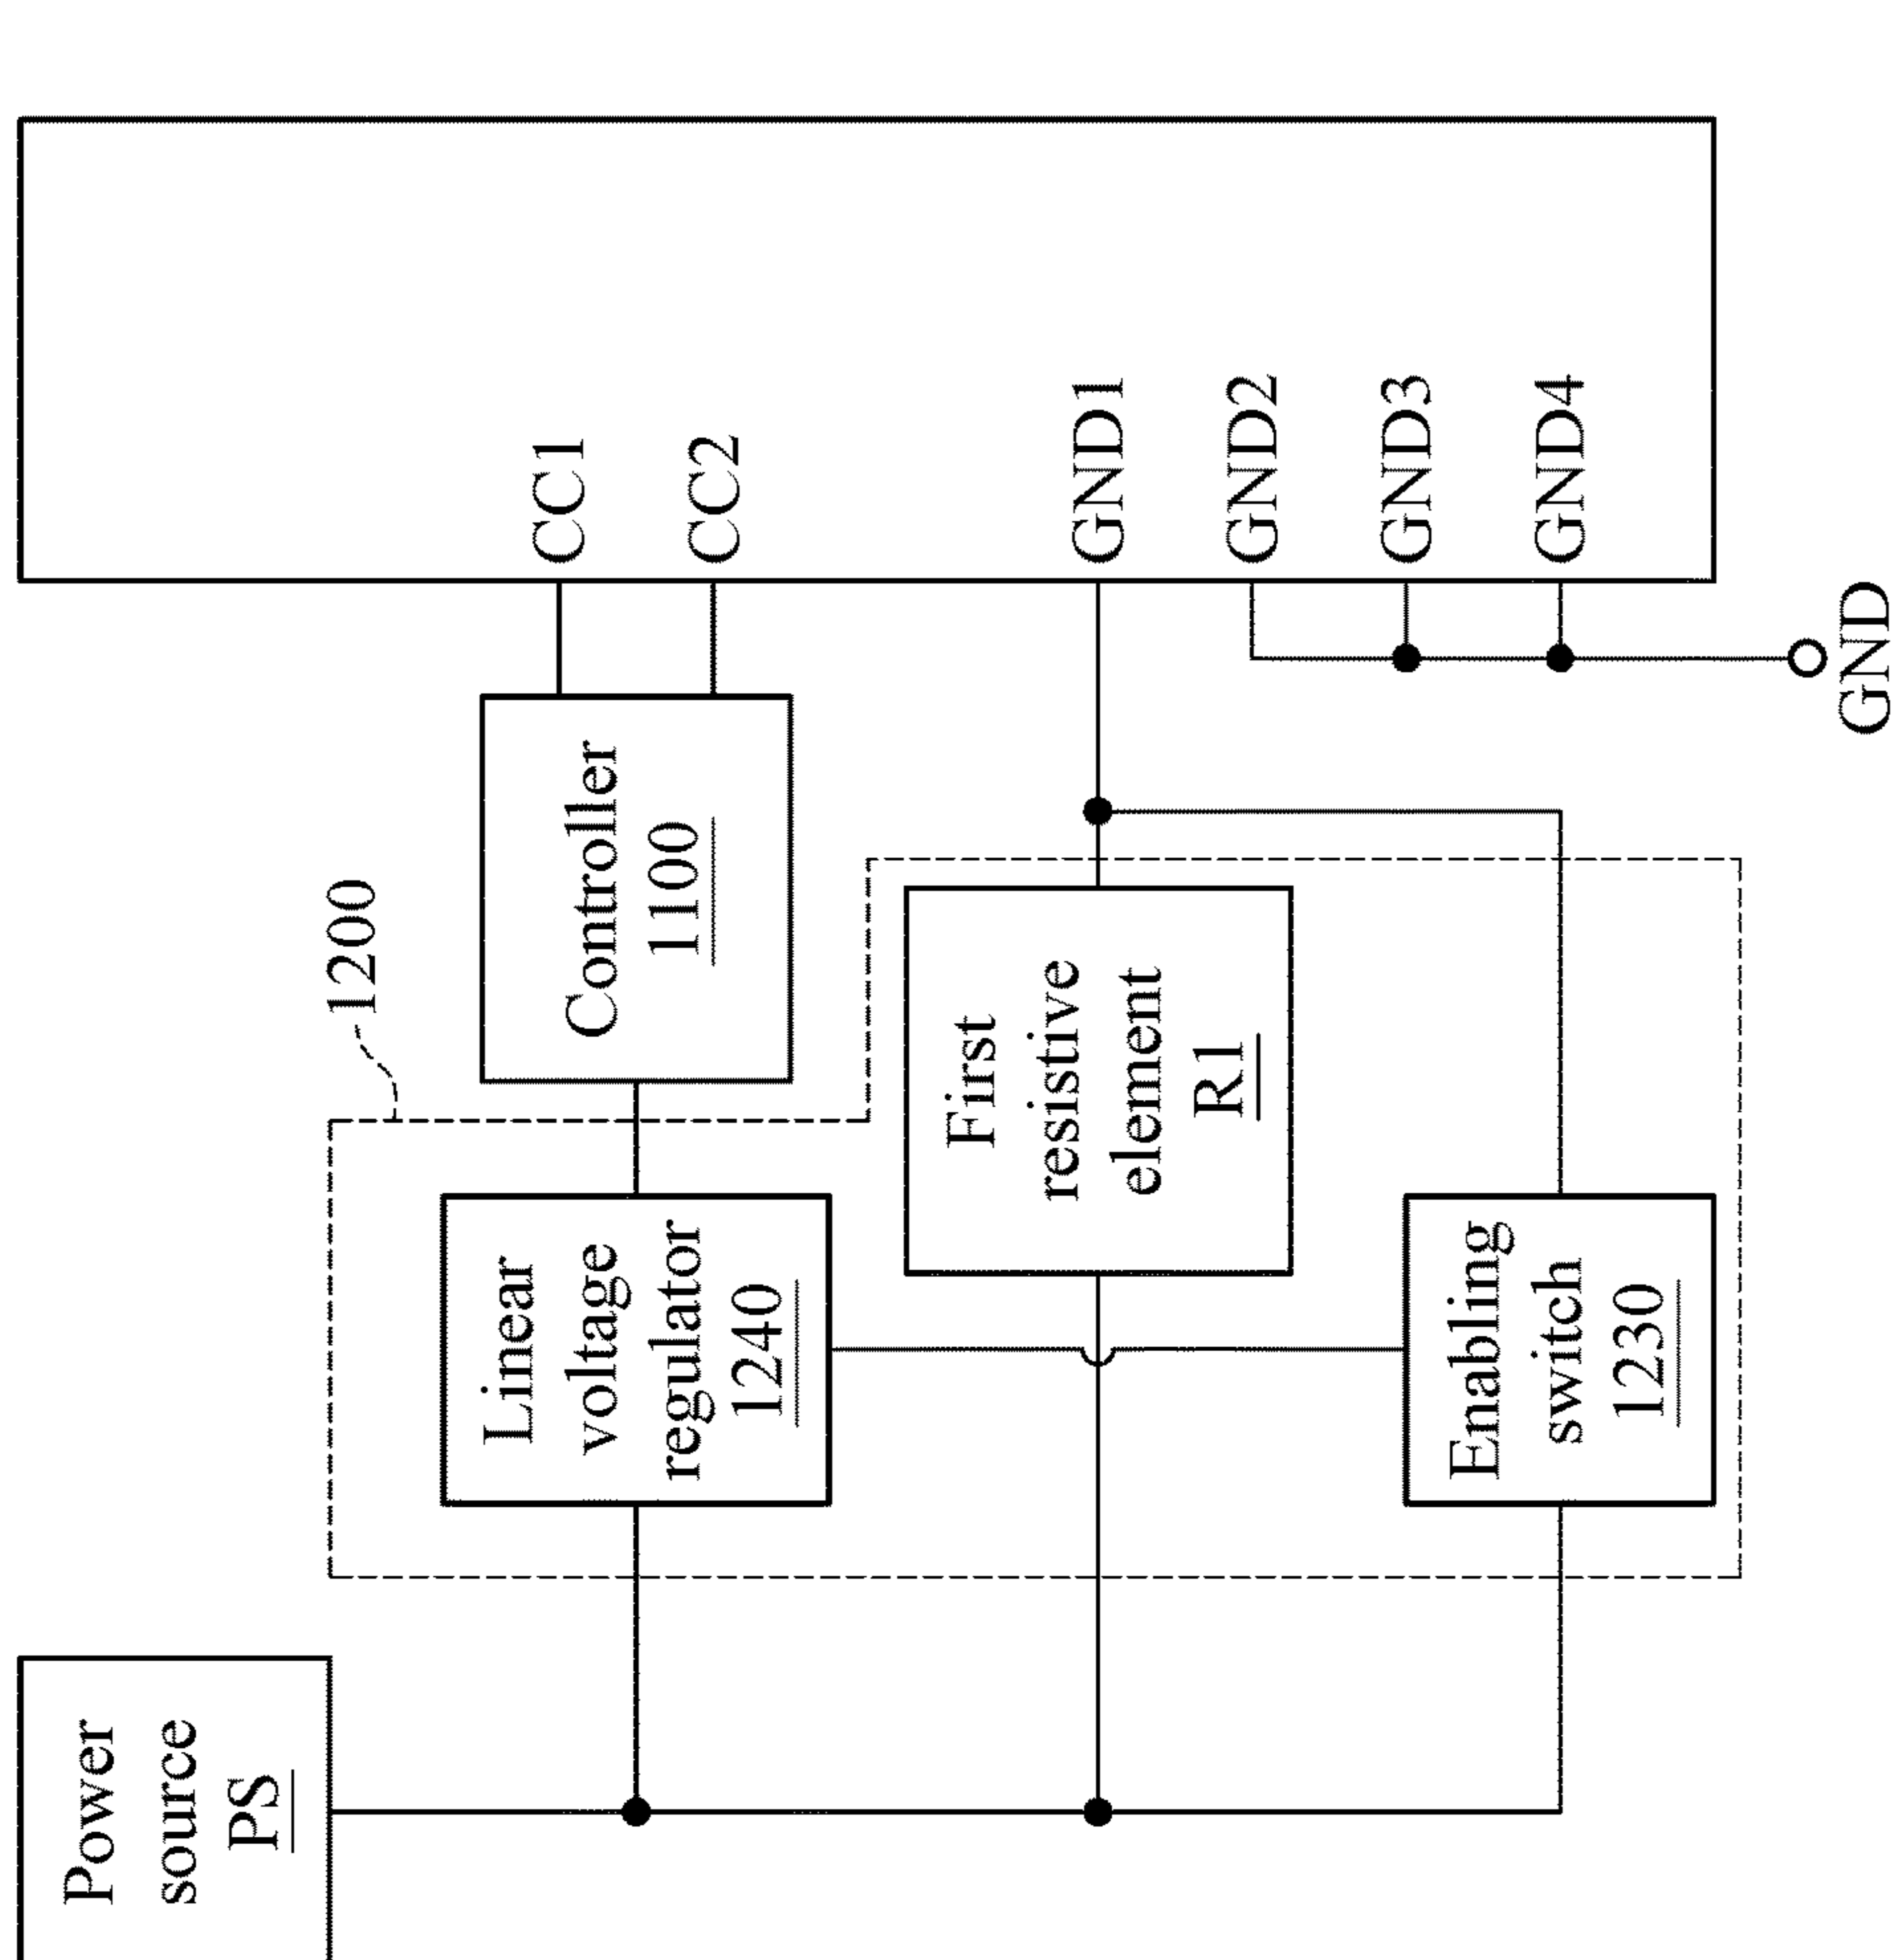 Power
source
PS
1200
Linear
voltage
regulator
1240
Controller
1100
CC1
CC2
First
resistive
element
R1
GND1
GND2
GND3
GND4
Enabling
switch
1230
GND